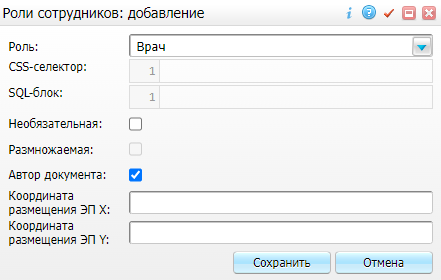 Роли сотрудников: добавление
Роль:
Врач
CSS-селектор:
1
SQL-блок:
1
Необязательная:
Размножаемая:
Автор документа:
Координата
размещения ЭП X:
Координата
размещения ЭП Y:
Сохранить
Отмена